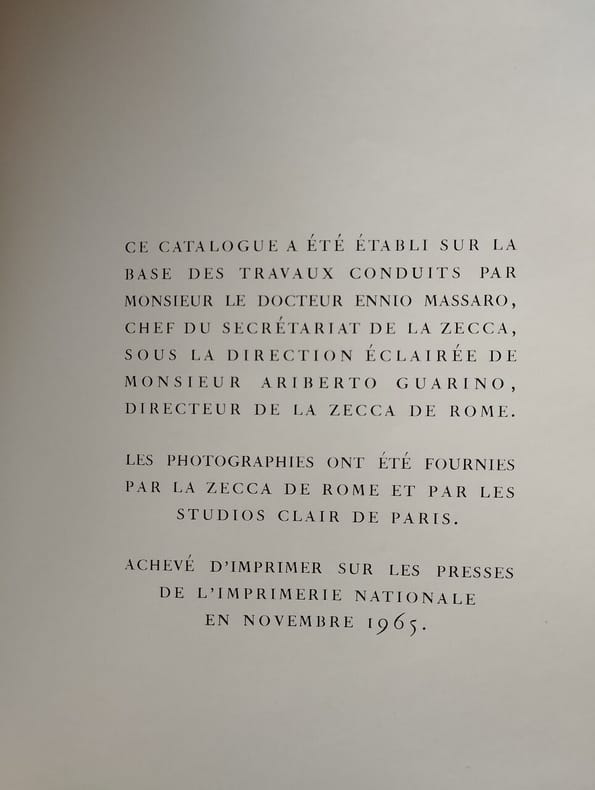 CE CATALOGUE A ÉTÉ ÉTABLI SUR LA
BASE DES TRAVAUX CONDUITS PAR
MONSIEUR LE DOCTEUR ENNIO MASSARO,
CHEF DU SECRÉTARIAT DE LA ZECCA,
SOUS LA DIRECTION ÉCLAIRÉE DE
MONSIEUR ARIBERTO GUARINO,
DIRECTEUR DE LA ZECCA DE ROME.
LES PHOTOGRAPHIES ONT ÉTÉ FOURNIES
PAR LA ZECCA DE ROME ET PAR LES
STUDIOS CLAIR DE PARIS.
ACHEVÉ D'IMPRIMER SUR LES PRESSES
DE L'IMPRIMERIE NATIONALE
EN NOVEMBRE 1965.